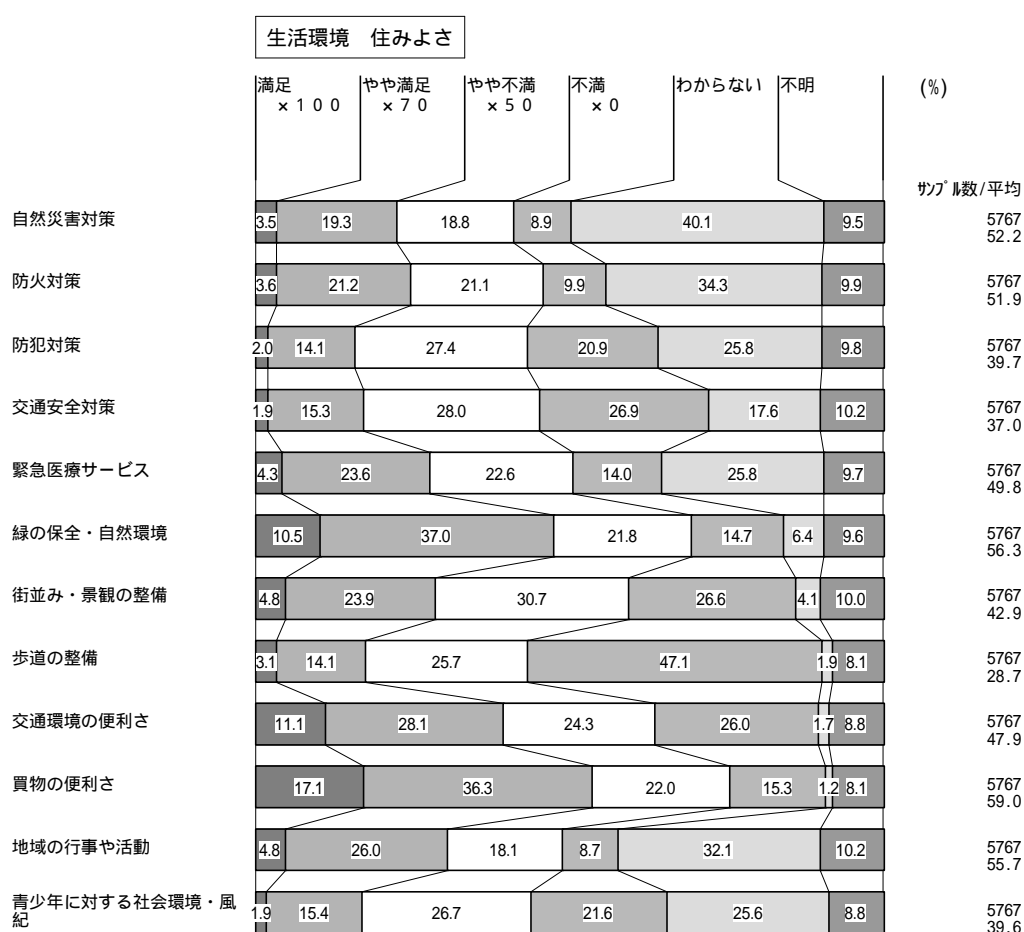 生活環境　住みよさ
満足 やや満足 やや不満 不満 わからない 不明 (%)
×１００ ×７０ ×５０ ×０
ｻﾝﾌﾟﾙ数/平均
自然災害対策 3.5 19.3 18.8 8.9 40.1 9.5 5767
52.2
防火対策 3.6 21.2 21.1 9.9 34.3 9.9 5767
51.9
防犯対策 2.0 14.1 27.4 20.9 25.8 9.8 5767
39.7
交通安全対策 1.9 15.3 28.0 26.9 17.6 10.2 5767
37.0
緊急医療サービス 4.3 23.6 22.6 14.0 25.8 9.7 5767
49.8
緑の保全・自然環境 10.5 37.0 21.8 14.7 6.4 9.6 5767
56.3
街並み・景観の整備 4.8 23.9 30.7 26.6 4.1 10.0 5767
42.9
歩道の整備 3.1 14.1 25.7 47.1 1.9 8.1 5767
28.7
交通環境の便利さ 11.1 28.1 24.3 26.0 1.7 8.8 5767
47.9
買物の便利さ 17.1 36.3 22.0 15.3 1.2 8.1 5767
59.0
地域の行事や活動 4.8 26.0 18.1 8.7 32.1 10.2 5767
55.7
青少年に対する社会環境・風
紀 1.9 15.4 26.7 21.6 25.6 8.8 5767
39.6